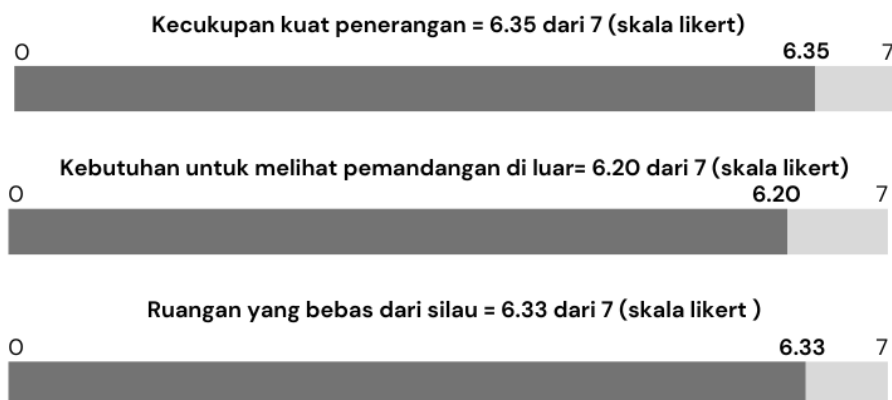 Kecukupan kuat penerangan = 6.35 dari 7 (skala likert)
0 6.35 7
Kebutuhan untuk melihat pemandangan di luar= 6.20 dari 7 (skala likert)
0 6.20 7
Ruangan yang bebas dari silau = 6.33 dari 7 (skala likert )
0 6.33 7